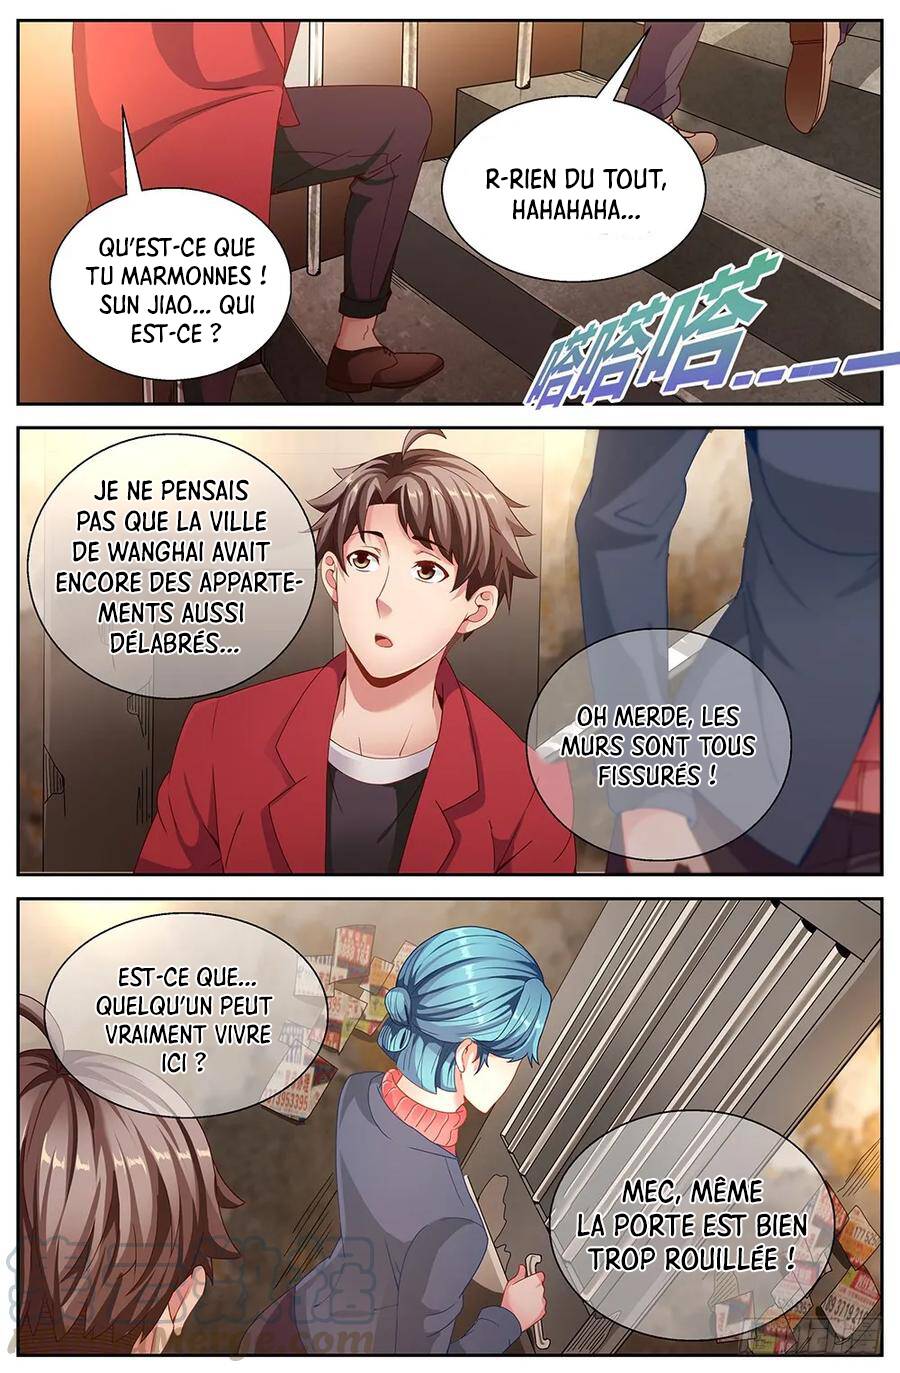 R-RIEN DU TOUT,
HAHAHAHA...
QU'EST-CE QUE
TU MARMONNES !
SUN JIAO... QUI
EST-CE ?
嗒嗒嗒....----
JE NE PENSAIS
PAS QUE LA VILLE
DE WANGHAI AVAIT
ENCORE DES APPARTE-
MENTS AUSSI
DÉLABRÉS...
OH MERDE, LES
MURS SONT TOUS
FISSURÉS !
EST-CE QUE...
QUELQU'UN PEUT
VRAIMENT VIVRE
ICI ?
MEC, MÊME
LA PORTE EST BIEN
TROP ROUILLÉE !